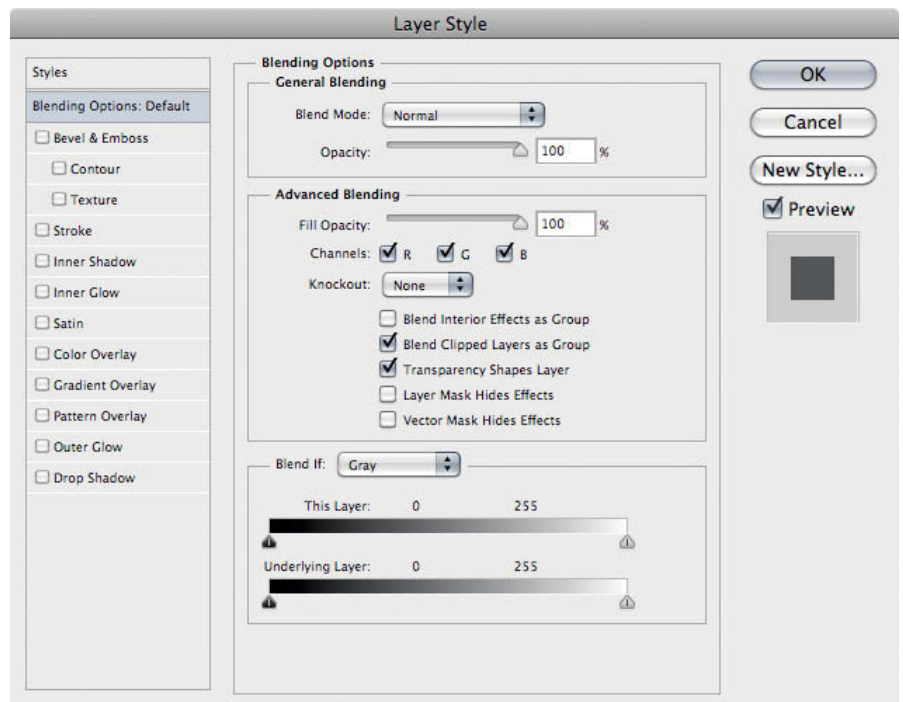 Layer Style
Styles
Blending Options: Default
Bevel & Emboss
Contour
Texture
Stroke
Inner Shadow
Inner Glow
Satin
Color Overlay
Gradient Overlay
Pattern Overlay
Outer Glow
Drop Shadow
Blending Options
General Blending
Blend Mode: Normal
Opacity: 100 %
Advanced Blending
Fill Opacity: 100 %
Channels: R G B
Knockout: None
Blend Interior Effects as Group
Blend Clipped Layers as Group
Transparency Shapes Layer
Layer Mask Hides Effects
Vector Mask Hides Effects
Blend If: Gray
This Layer: 0 255
Underlying Layer: 0 255
OK
Cancel
New Style...
Preview